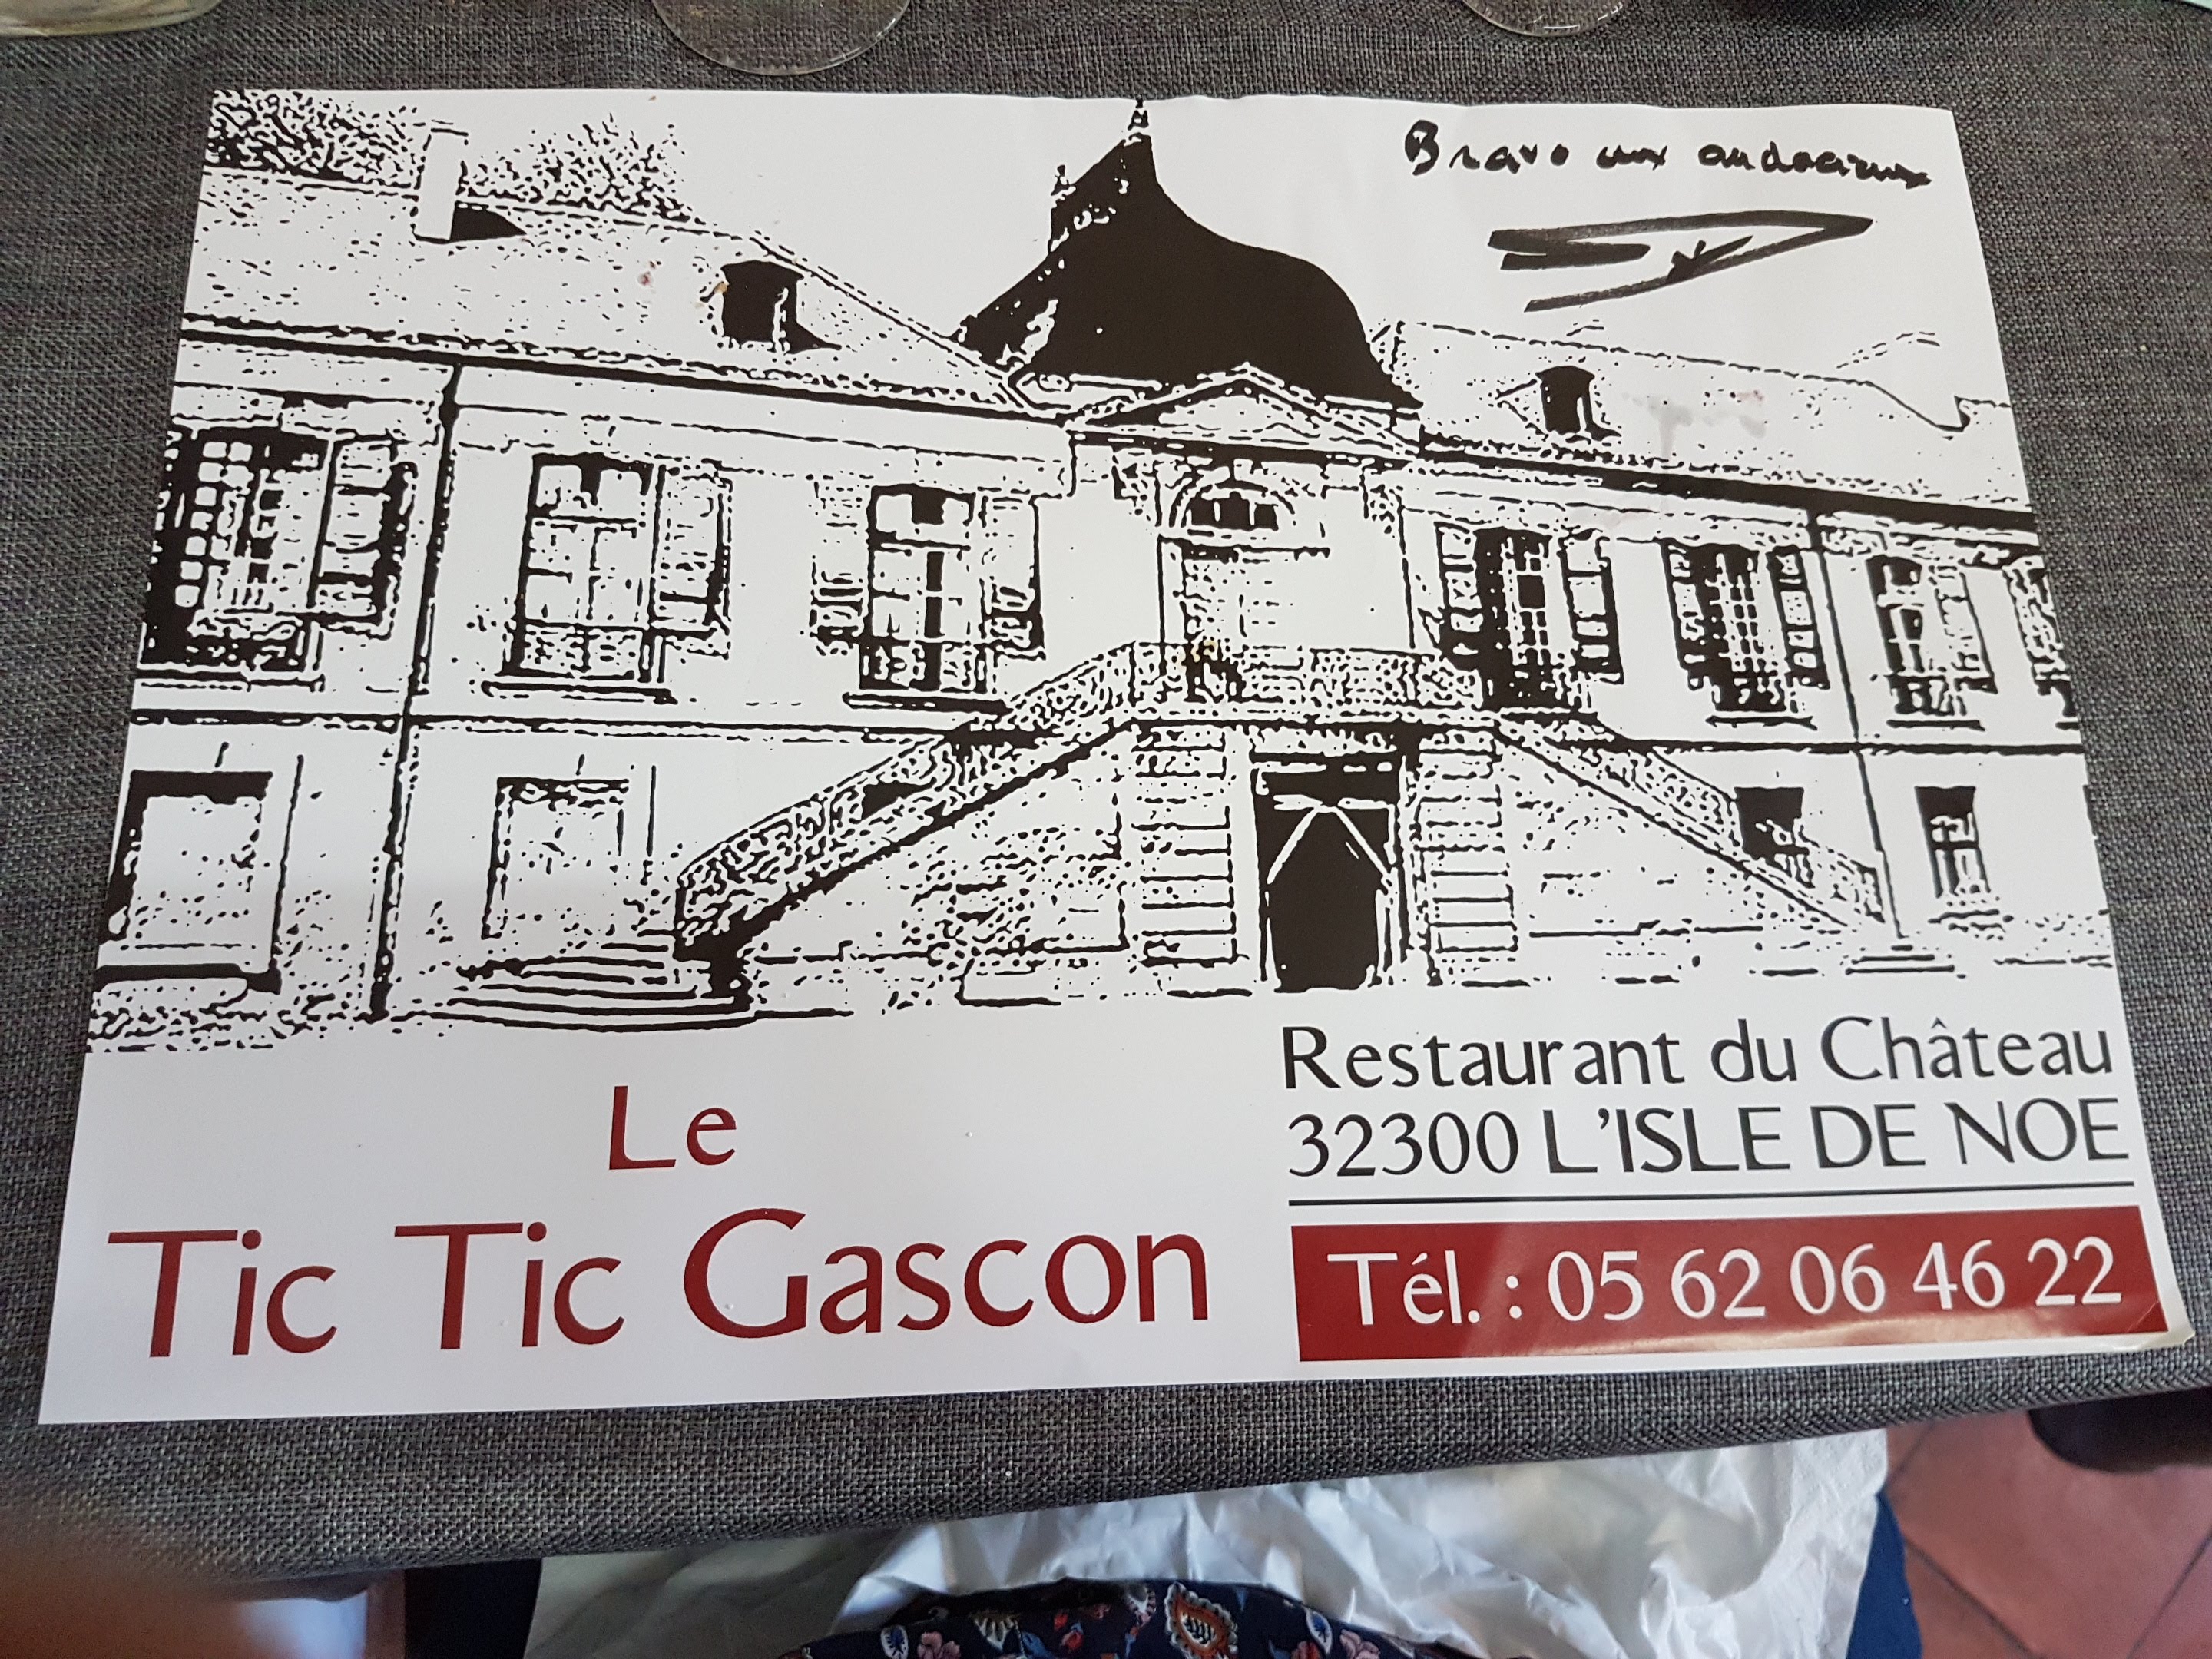 Bravo aux audacieux
Le
Tic Tic Gascon
Restaurant du Château
32300 L'ISLE DE NOE
Tél. : 05 62 06 46 22